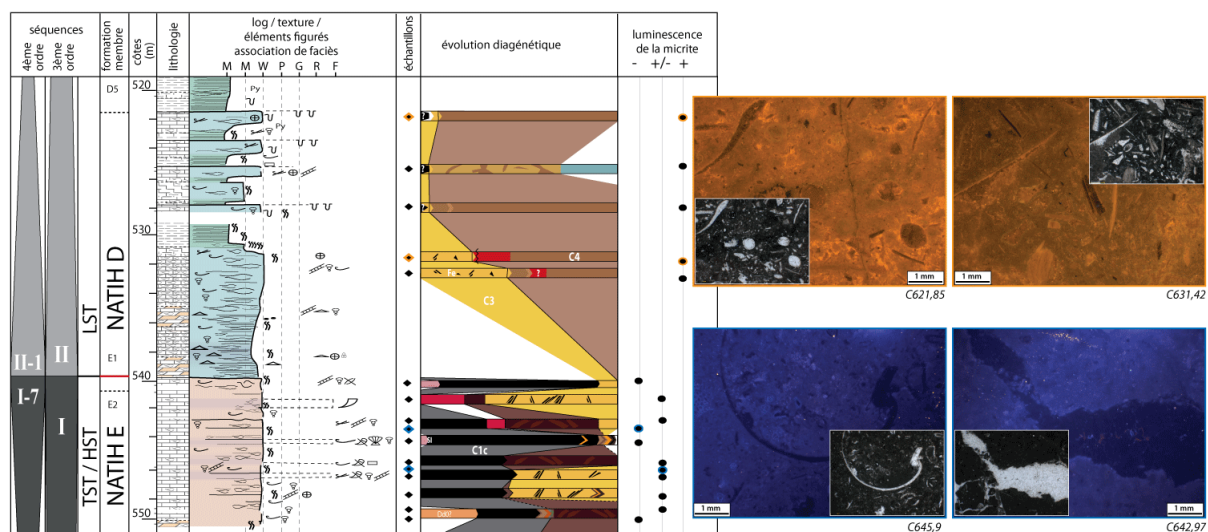 séquences
4ème ordre
3ème ordre
formation
membre
côtes
(m)
lithologie
log / texture /
éléments figurés
association de faciès
M M W P G R F
échantillons
évolution diagénétique
luminescence
de la micrite
- +/- +
D5
520
Py
?
Py
?
?
530
C4
Fe
?
C3
LST
NATIH D
II-1
II
E1
540
I-7
E2
I
TST / HST
NATIH E
SI
C1c
550
1 mm
C621,85
1 mm
C631,42
1 mm
C645,9
1 mm
C642,97